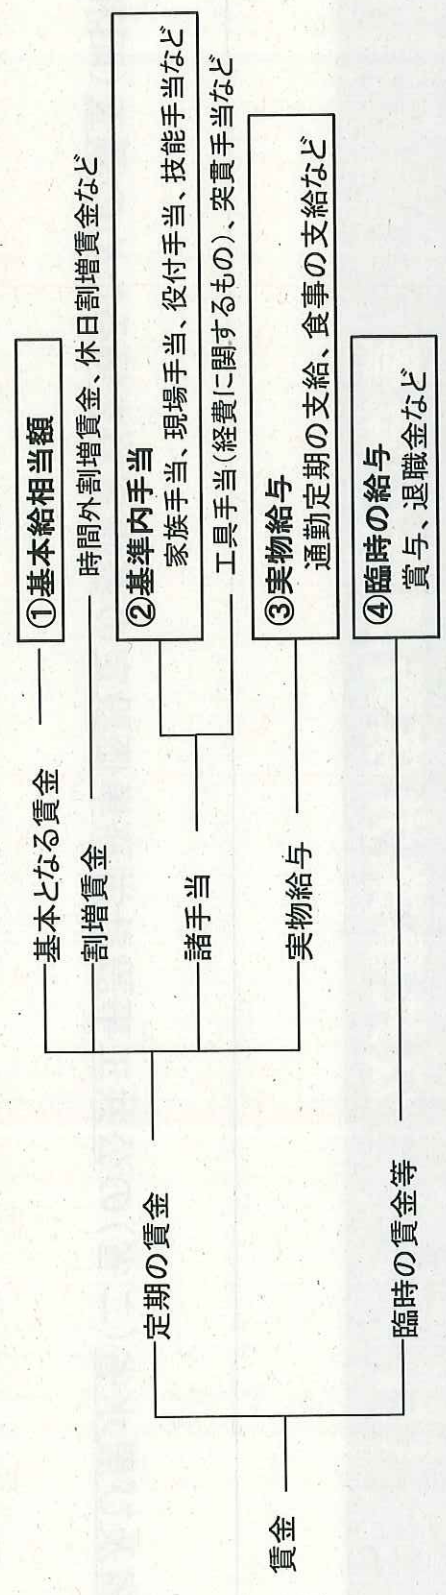 賃金
定期の賃金
基本となる賃金
①基本給相当額
割増賃金
時間外割増賃金、休日割増賃金など
諸手当
②基準内手当
家族手当、現場手当、役付手当、技能手当など
工具手当(経費に関するもの)、突貫手当など
実物給与
③実物給与
通勤定期の支給、食事の支給など
臨時の賃金等
④臨時の給与
賞与、退職金など